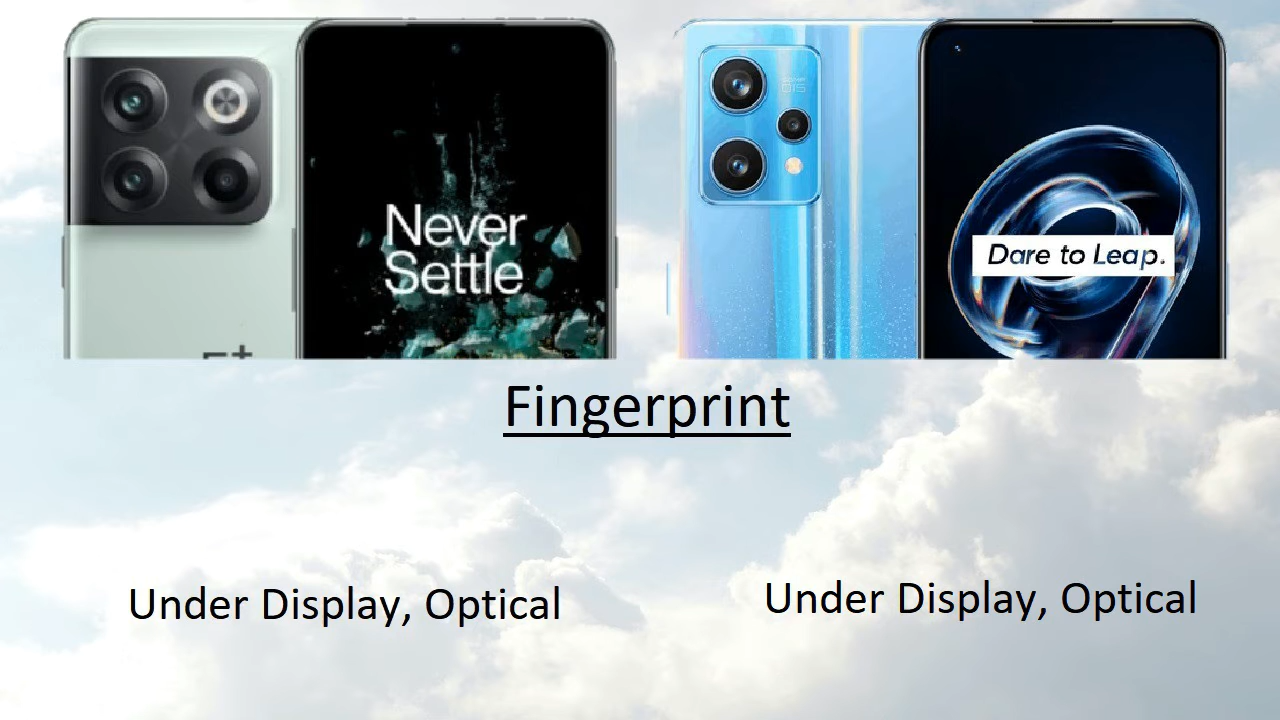 Never
Settle
Dare to Leap.
Fingerprint
Under Display, Optical
Under Display, Optical